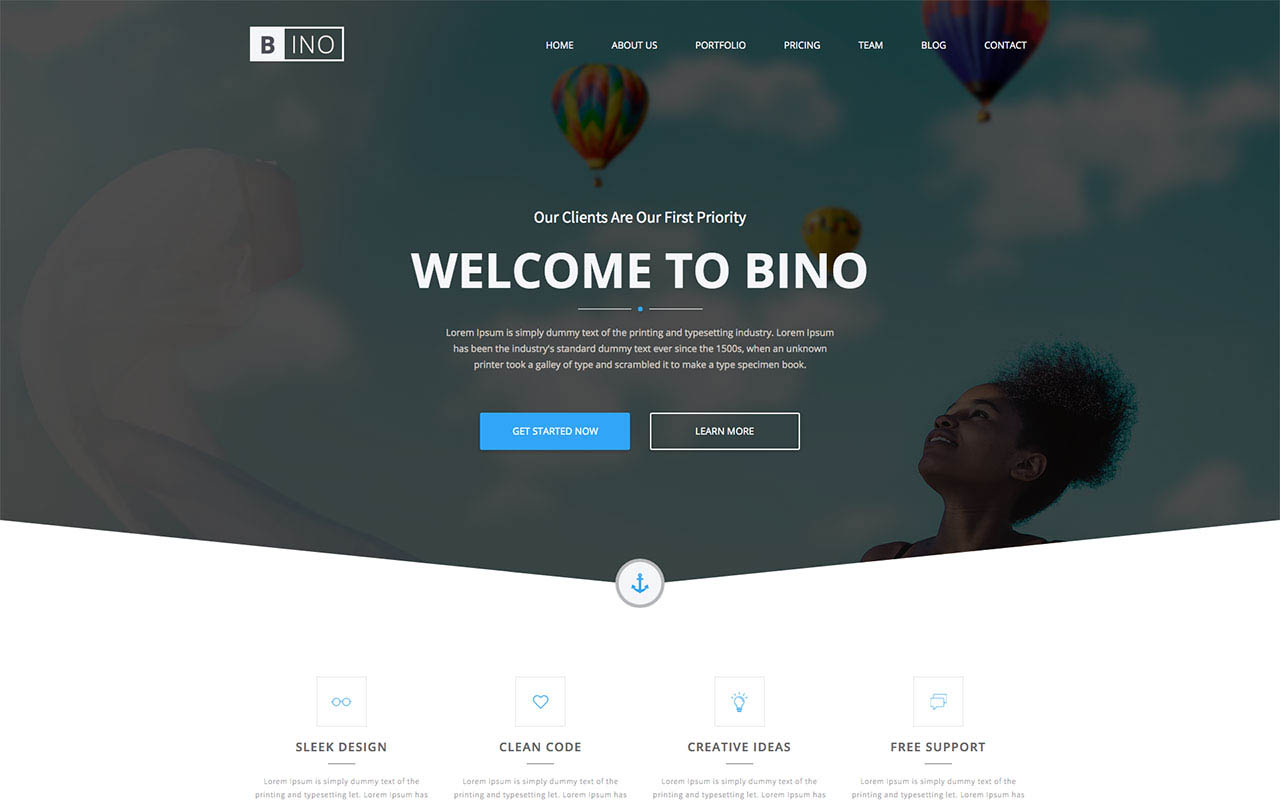 B INO
HOME ABOUT US PORTFOLIO PRICING TEAM BLOG CONTACT
Our Clients Are Our First Priority
WELCOME TO BINO
Lorem Ipsum is simply dummy text of the printing and typesetting industry. Lorem Ipsum
has been the industry's standard dummy text ever since the 1500s, when an unknown
printer took a galley of type and scrambled it to make a type specimen book.
GET STARTED NOW LEARN MORE
SLEEK DESIGN CLEAN CODE CREATIVE IDEAS FREE SUPPORT
Lorem Ipsum is simply dummy text of the Lorem Ipsum is simply dummy text of the Lorem Ipsum is simply dummy text of the Lorem Ipsum is simply dummy text of the
printing and typesetting let. Lorem Ipsum has printing and typesetting let. Lorem Ipsum has printing and typesetting let. Lorem Ipsum has printing and typesetting let. Lorem Ipsum has